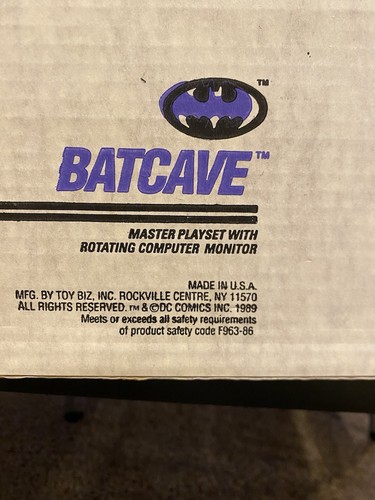 ™
BATCAVE™
MASTER PLAYSET WITH
ROTATING COMPUTER MONITOR
MADE IN U.S.A.
MFG. BY TOY BIZ, INC. ROCKVILLE CENTRE, NY 11570
ALL RIGHTS RESERVED. ™ & ©DC COMICS INC. 1989
Meets or exceeds all safety requirements
of product safety code F963-86